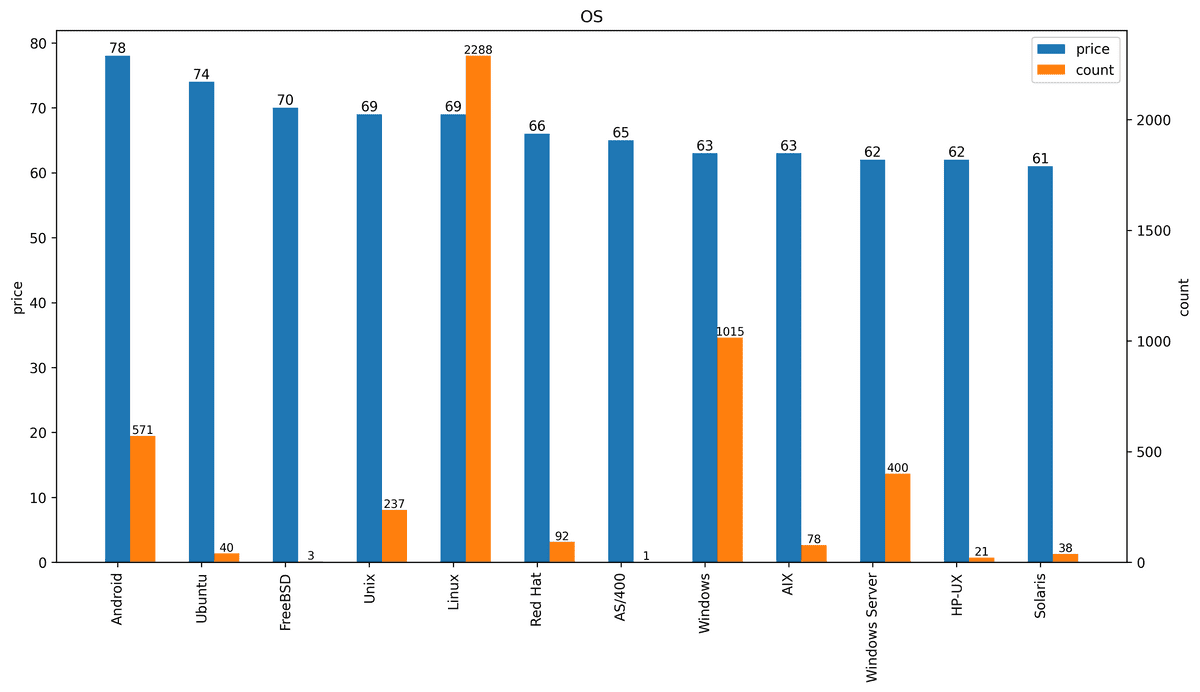 OS
price
count
80
70
60
50
40
30
20
10
0
price
2000
1500
1000
500
0
count
78
74
70
69
69
66
65
63
63
62
62
61
571
40
3
237
2288
92
1
1015
78
400
21
38
Android
Ubuntu
FreeBSD
Unix
Linux
Red Hat
AS/400
Windows
AIX
Windows Server
HP-UX
Solaris